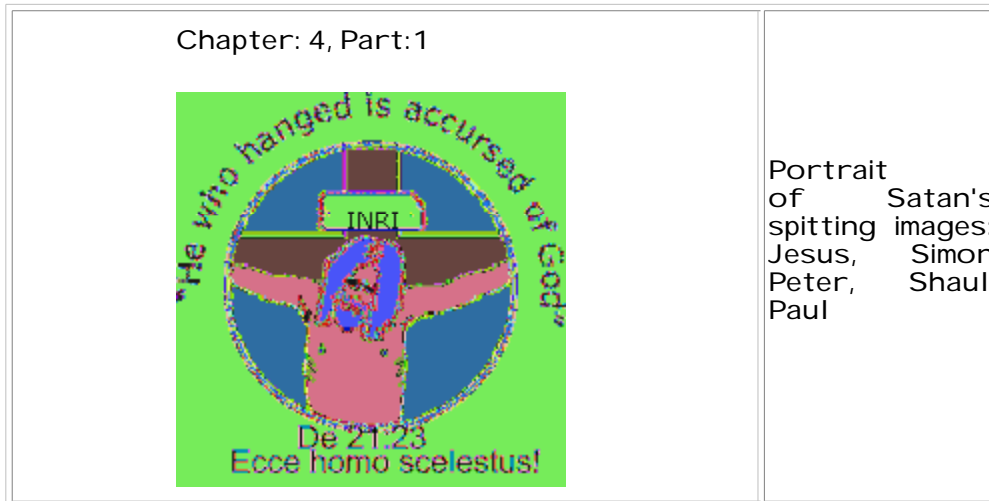 Chapter: 4, Part:1
"He who hanged is accursed of God"
INRI
De 21:23
Ecce homo scelestus!
Portrait
of Satan's
spitting images:
Jesus, Simon
Peter, Shaul
Paul